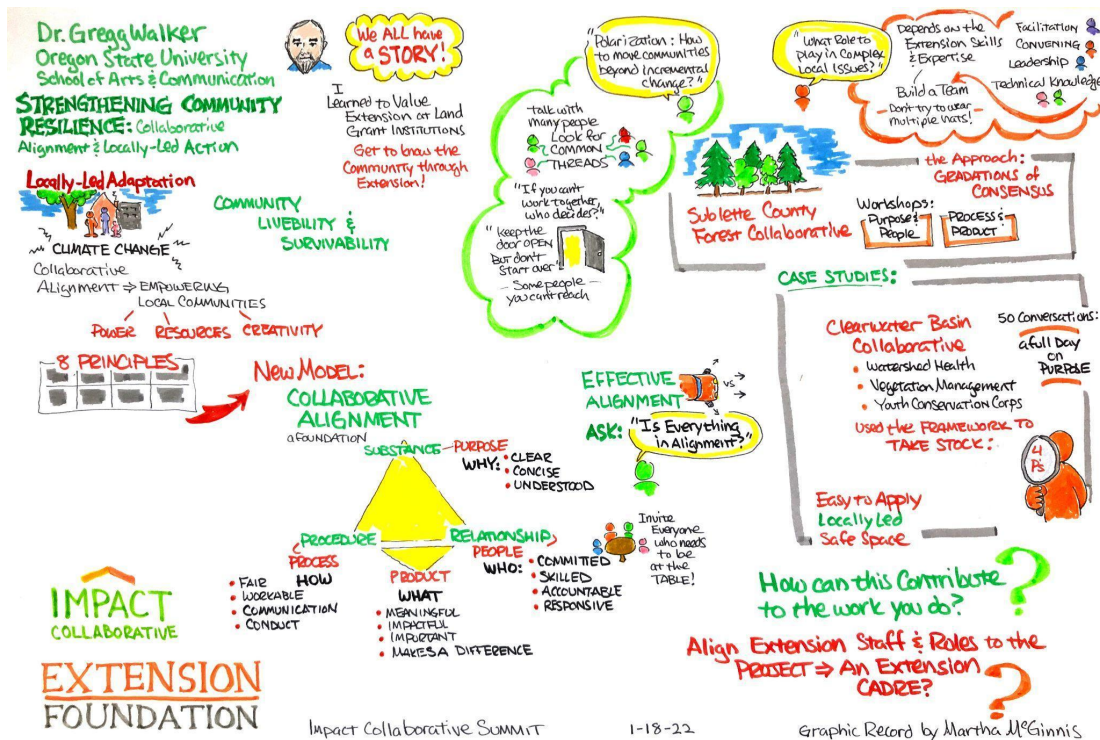 Dr. Gregg Walker
Oregon State University
School of Arts & Communication
STRENGTHENING COMMUNITY
RESILIENCE: Collaborative
Alignment & Locally-Led Action
We ALL have
a STORY!
I
Learned to Value
Extension at Land
Grant Institutions
Get to know the
Community through
Extension!
Locally-Led Adaptation
CLIMATE CHANGE
Collaborative
Alignment ⇒ EMPOWERING
LOCAL COMMUNITIES
POWER RESOURCES CREATIVITY
COMMUNITY
LIVEBILITY &
SURVIVABILITY
8 PRINCIPLES
New Model:
COLLABORATIVE
ALIGNMENT
a FOUNDATION
SUBSTANCE
PURPOSE
WHY:
• CLEAR
• CONCISE
• UNDERSTOOD
PROCEDURE
PROCESS
HOW
• FAIR
• WORKABLE
• COMMUNICATION
• CONDUCT
PRODUCT
WHAT
• MEANINGFUL
• IMPACTFUL
• IMPORTANT
• MAKES A DIFFERENCE
RELATIONSHIP
PEOPLE
WHO:
• COMMITTED
• SKILLED
• ACCOUNTABLE
• RESPONSIVE
"Polarization: How
to move communities
beyond incremental
change?"
Talk with
many people
Look for
COMMON
THREADS
"If you can't
work together,
who decides?"
"Keep the
door OPEN
But don't
Start over"
— Some people —
you can't reach
EFFECTIVE
ALIGNMENT
vs
ASK:
"Is Everything
in Alignment?"
Invite
Everyone
who needs
to be
at the
TABLE!
"What Role to
play in Complex
Local Issues?"
Depends on the
Extension Skills
& Expertise
Build a Team
— Don't try to wear —
multiple hats!
Facilitation
Convening
Leadership
Technical Knowledge
Sublette County
Forest Collaborative
the Approach:
GRADATIONS of
CONSENSUS
Workshops:
Purpose &
People
Process &
Product
CASE STUDIES:
Clearwater Basin
Collaborative
• Watershed Health
• Vegetation Management
• Youth Conservation Corps
used the FRAMEWORK TO
TAKE STOCK:
50 Conversations:
a full Day
on
PURPOSE
4
P's
Easy to Apply
Locally Led
Safe Space
How can this Contribute
to the work you do?
?
Align Extension Staff & Roles to the
PROJECT ⇒ An Extension
CADRE?
?
IMPACT
COLLABORATIVE
EXTENSION
FOUNDATION
Impact Collaborative SUMMIT
1-18-22
Graphic Record by Martha McGinnis